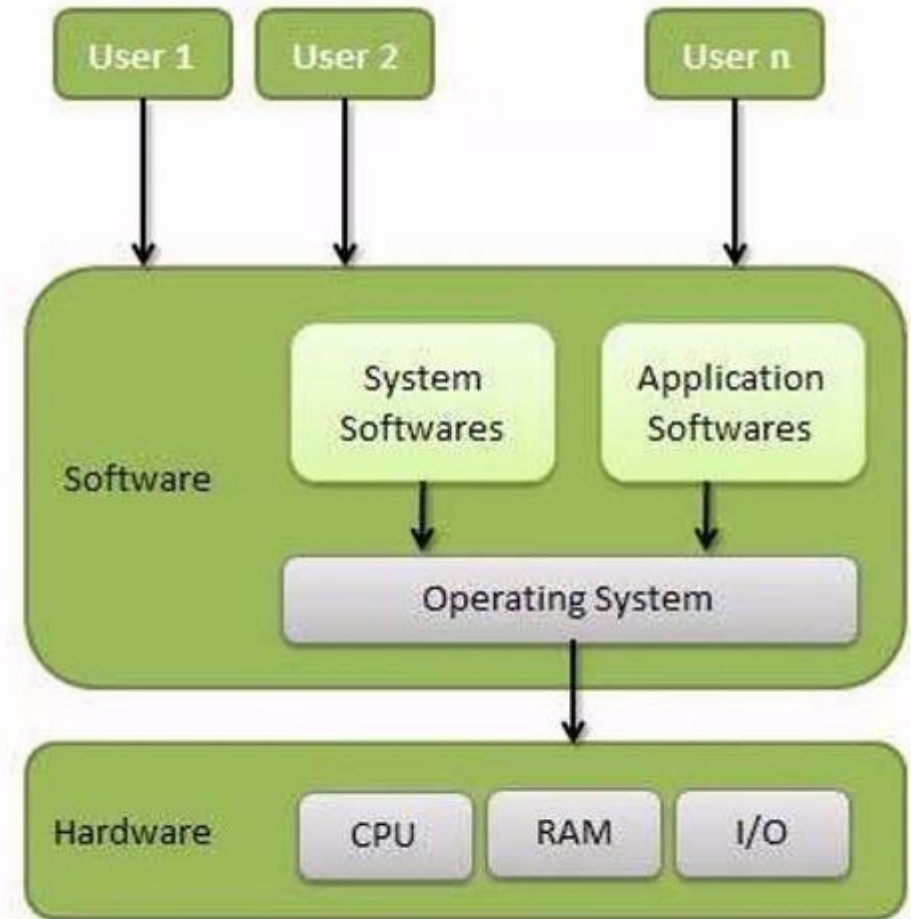 User 1
User 2
User n
System
Softwares
Application
Softwares
Software
Operating System
Hardware
CPU
RAM
I/O